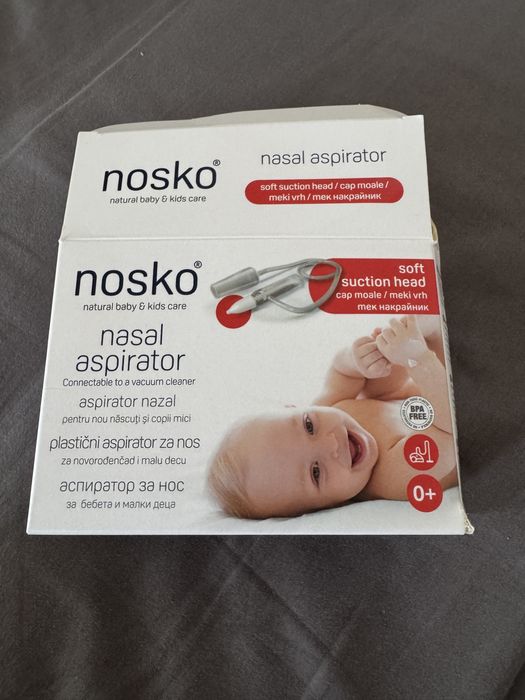 nosko®
natural baby & kids care
nasal aspirator
soft suction head / cap moale /
meki vrh / мек накрайник
nosko®
natural baby & kids care
soft
suction head
cap moale / meki vrh
мек накрайник
nasal
aspirator
Connectable to a vacuum cleaner
aspirator nazal
pentru nou născuți și copii mici
plastični aspirator za nos
za novorođenčad i malu decu
аспиратор за нос
за бебета и малки деца
BPA
FREE
0+